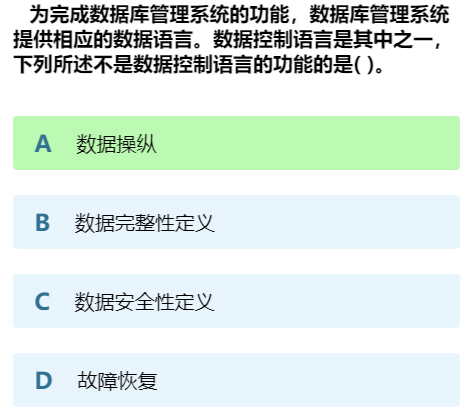 为完成数据库管理系统的功能，数据库管理系统
提供相应的数据语言。数据控制语言是其中之一，
下列所述不是数据控制语言的功能的是( )。
A 数据操纵
B 数据完整性定义
C 数据安全性定义
D 故障恢复